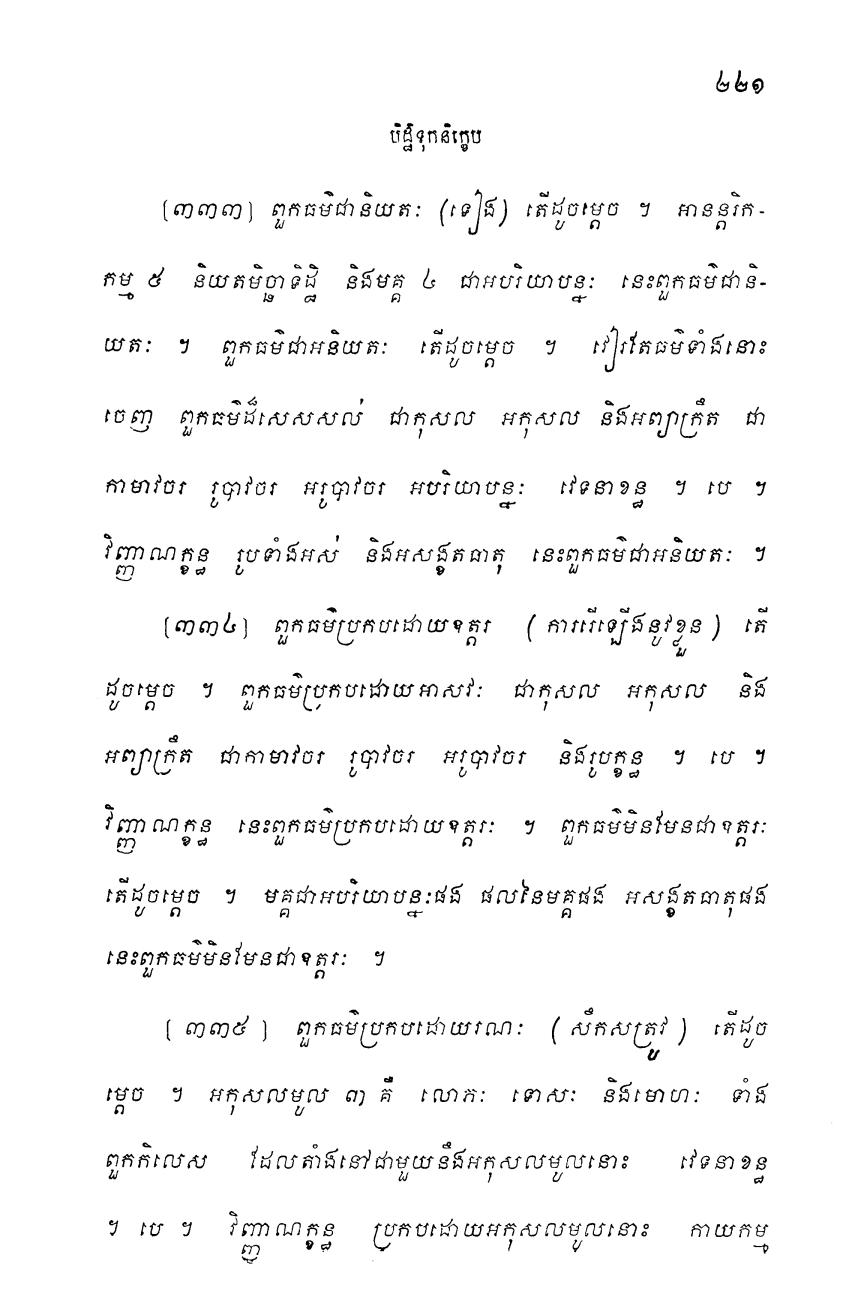 ២២១
បិដ្ឋិទុកនិក្ខេប
[៣៣៣] ពួកធម៌ជានិយតៈ (ទៀង) តើដូចម្តេច ។ អានន្តរិក-
កម្ម ៥ និយតមិច្ឆាទិដ្ឋិ និងមគ្គ ៤ ជាអបរិយាបន្នៈ នេះពួកធម៌ជានិ-
យតៈ ។ ពួកធម៌ជាអនិយតៈ តើដូចម្តេច ។ វៀរតែធម៌ទាំងនោះ
ចេញ ពួកធម៌ដ៏សេសសល់ ជាកុសល អកុសល និងអព្យាក្រឹត ជា
កាមាវចរ រូបាវចរ អរូបាវចរ អបរិយាបន្នៈ វេទនាខន្ធ ។ បេ ។
វិញ្ញាណក្ខន្ធ រូបទាំងអស់ និងអសង្ខតធាតុ នេះពួកធម៌ជាអនិយតៈ ។
[៣៣៤] ពួកធម៌ប្រកបដោយឧត្តរ (ការរើឡើងនូវខ្លួន) តើ
ដូចម្តេច ។ ពួកធម៌ប្រកបដោយអាសវៈ ជាកុសល អកុសល និង
អព្យាក្រឹត ជាកាមាវចរ រូបាវចរ អរូបាវចរ និងរូបក្ខន្ធ ។ បេ ។
វិញ្ញាណក្ខន្ធ នេះពួកធម៌ប្រកបដោយឧត្តរៈ ។ ពួកធម៌មិនមែនជាឧត្តរៈ
តើដូចម្តេច ។ មគ្គជាអបរិយាបន្នៈផង ផលនៃមគ្គផង អសង្ខតធាតុផង
នេះពួកធម៌មិនមែនជាឧត្តរៈ ។
[៣៣៥] ពួកធម៌ប្រកបដោយរណៈ (សឹកសត្រូវ) តើដូច
ម្តេច ។ អកុសលមូល ៣ គឺ លោភៈ ទោសៈ និងមោហៈ ទាំង
ពួកកិលេស ដែលតាំងនៅជាមួយនឹងអកុសលមូលនោះ វេទនាខន្ធ
។ បេ ។ វិញ្ញាណក្ខន្ធ ប្រកបដោយអកុសលមូលនោះ កាយកម្ម